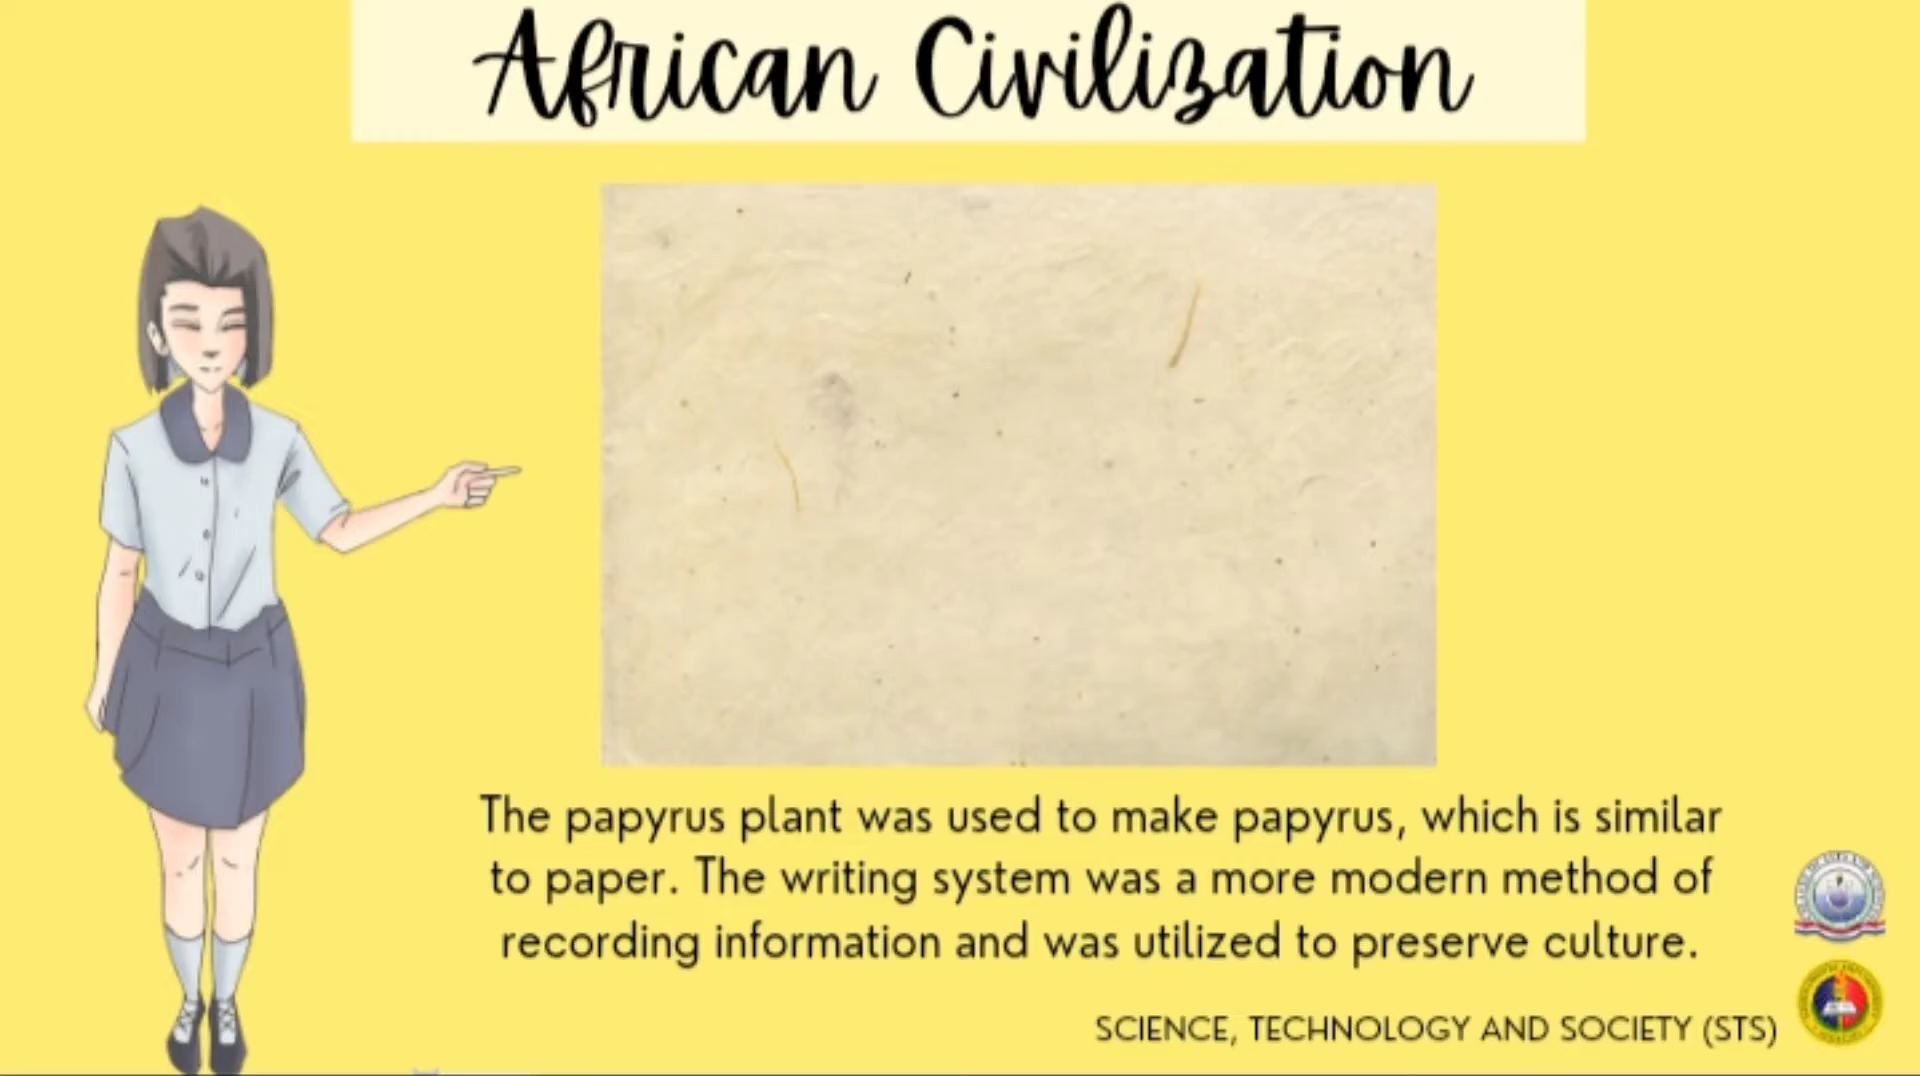 African Civilization
The papyrus plant was used to make papyrus, which is similar
to paper. The writing system was a more modern method of
recording information and was utilized to preserve culture.
SCIENCE, TECHNOLOGY AND SOCIETY (STS)